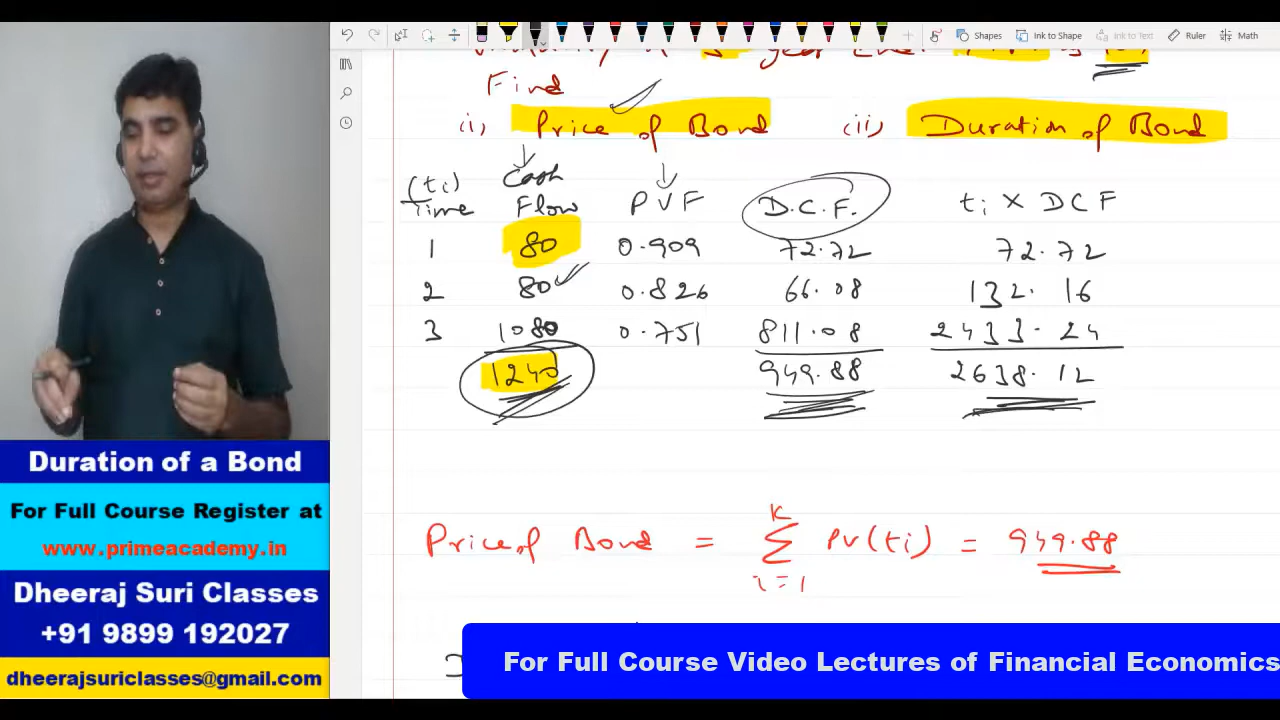 Ink to Shape
Shapes
Ink to Text
Ruler
Math
Find
(i) Price of Bond (ii) Duration of Bond
(ti) Time Cash Flow PVF D.C.F. ti X DCF
1 80 0.909 72.72 72.72
2 80 0.826 66.08 132.16
3 1080 0.751 811.08 2433.24
1240 949.88 2638.12
Price of Bond = K Σ i=1 PV(ti) = 949.88
Duration of a Bond
For Full Course Register at
www.primeacademy.in
Dheeraj Suri Classes
+91 9899 192027
dheerajsuriclasses@gmail.com
For Full Course Video Lectures of Financial Economics